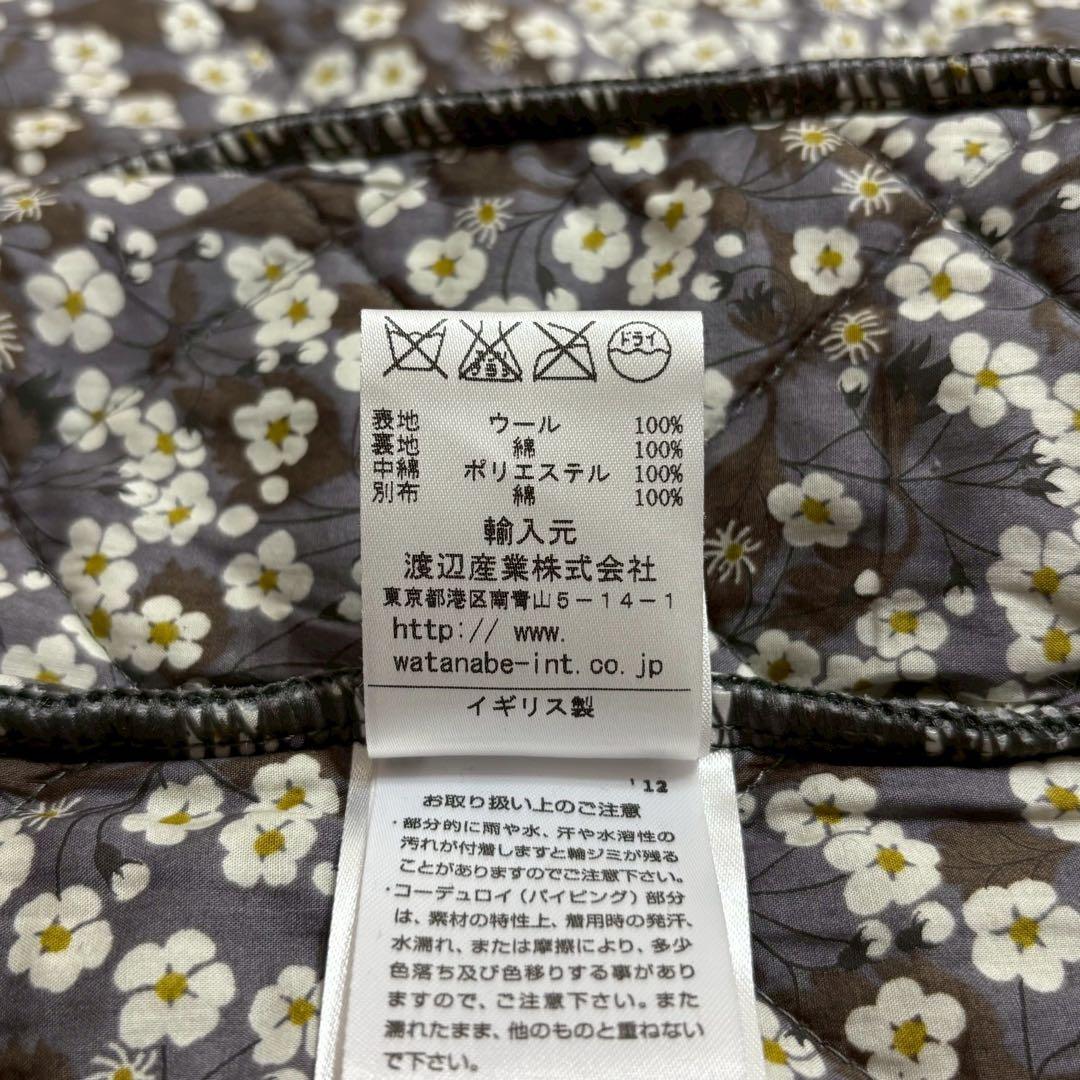 ドライ
表地 ウール 100%
裏地 綿 100%
中綿 ポリエステル 100%
別布 綿 100%
輸入元
渡辺産業株式会社
東京都港区南青山5-14-1
http:// www.
watanabe-int.co.jp
イギリス製
'12
お取り扱い上のご注意
・部分的に雨や水、汗や水溶性の
汚れが付着しますと輪ジミが残る
ことがありますのでご注意下さい。
・コーデュロイ(パイピング)部分
は、素材の特性上、着用時の発汗、
水濡れ、または摩擦により、多少
色落ち及び色移りする事があり
ますので、ご注意下さい。また
濡れたまま、他のものと重ねない
で下さい。